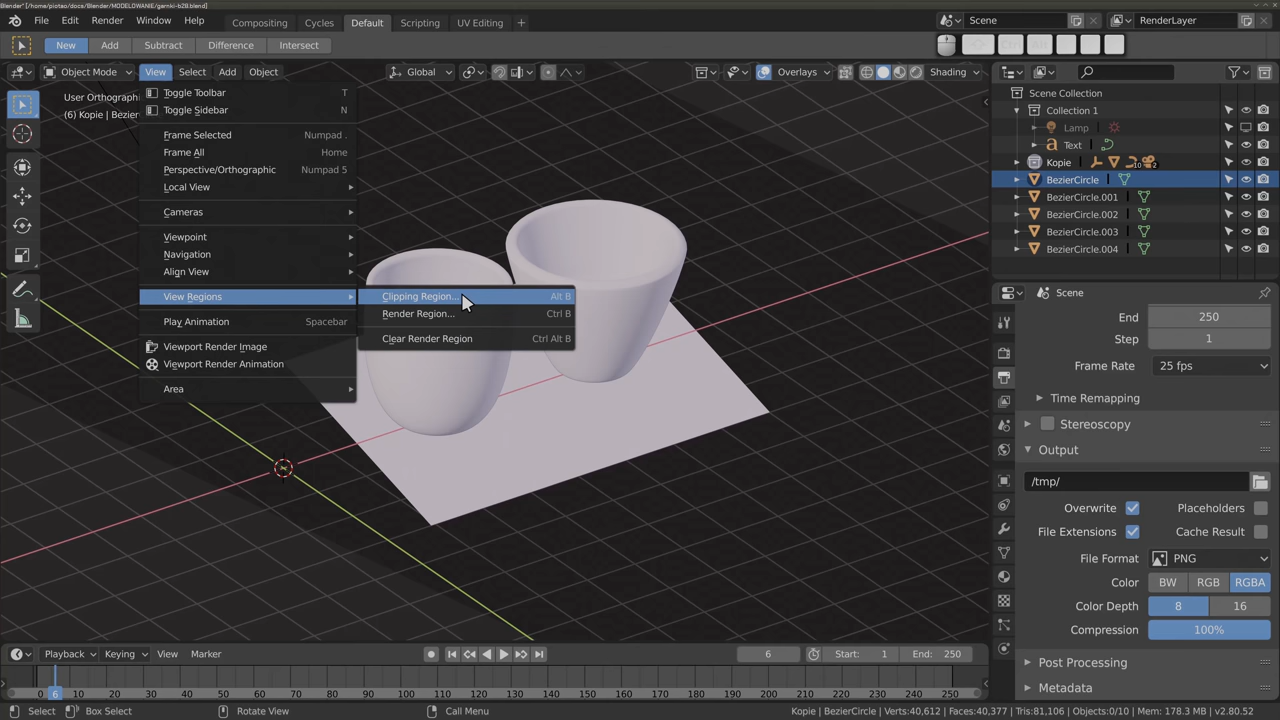 Blender* [/home/piotao/docs/Blender/MODELOWANIE/garnki-b28.blend]
File Edit Render Window Help Compositing Cycles Default Scripting UV Editing + Scene RenderLayer
New Add Subtract Difference Intersect
Object Mode View Select Add Object Global Overlays Shading
User Orthographi
(6) Kopie | Bezier
Toggle Toolbar T
Toggle Sidebar N
Frame Selected Numpad .
Frame All Home
Perspective/Orthographic Numpad 5
Local View
Cameras
Viewpoint
Navigation
Align View
View Regions
Play Animation Spacebar
Viewport Render Image
Viewport Render Animation
Area
Clipping Region... Alt B
Render Region... Ctrl B
Clear Render Region Ctrl Alt B
Scene Collection
Collection 1
Lamp
Text
Kopie 10 2
BezierCircle
BezierCircle.001
BezierCircle.002
BezierCircle.003
BezierCircle.004
Scene
End 250
Step 1
Frame Rate 25 fps
Time Remapping
Stereoscopy
Output
/tmp/
Overwrite Placeholders
File Extensions Cache Result
File Format PNG
Color BW RGB RGBA
Color Depth 8 16
Compression 100%
Post Processing
Metadata
Playback Keying View Marker 6 Start: 1 End: 250
0 6 10 20 30 40 50 60 70 80 90 100 110 120 130 140 150 160 170 180 190 200 210 220 230 240 250
Select Box Select Rotate View Call Menu Kopie | BezierCircle | Verts:40,612 | Faces:40,377 | Tris:81,106 | Objects:0/10 | Mem: 178.3 MB | v2.80.52